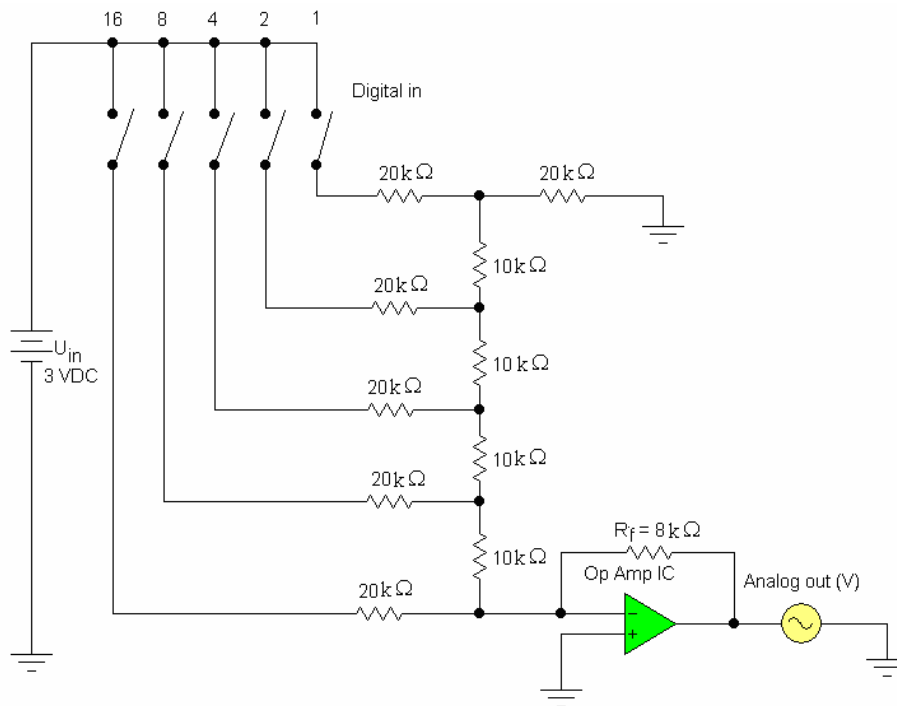 16 8 4 2 1
Digital in
20kΩ 20kΩ
10kΩ
20kΩ
U in
3 VDC
10kΩ
20kΩ
10kΩ
20kΩ
Rf = 8kΩ
10kΩ
Op Amp IC
Analog out (V)
20kΩ
−
+